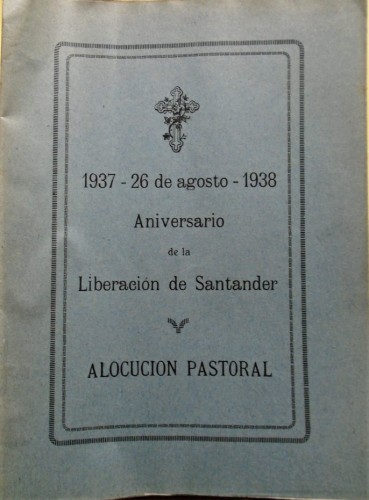 1937 - 26 de agosto - 1938
Aniversario
de la
Liberación de Santander
ALOCUCION PASTORAL